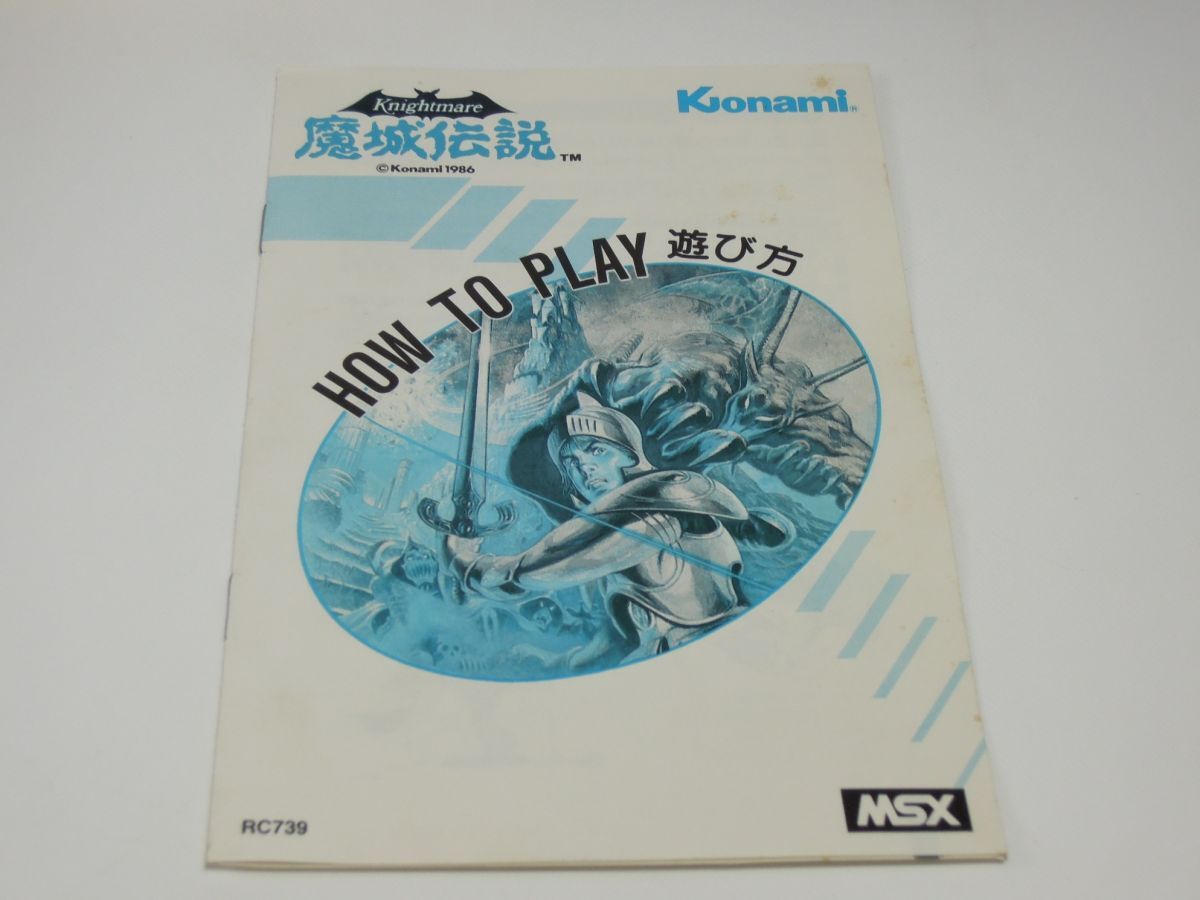 Knightmare
魔城伝説™
©Konami 1986
Konami®
HOW TO PLAY 遊び方
RC739
MSX